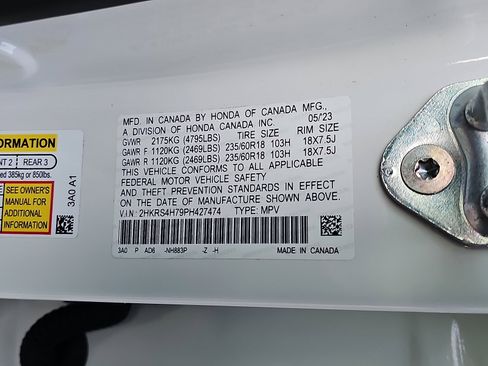 MFD. IN CANADA BY HONDA OF CANADA MFG.,
A DIVISION OF HONDA CANADA INC. 05/23
GVWR 2175KG (4795LBS) TIRE SIZE RIM SIZE
GAWR F 1120KG (2469LBS) 235/60R18 103H 18X7.5J
GAWR R 1120KG (2469LBS) 235/60R18 103H 18X7.5J
THIS VEHICLE CONFORMS TO ALL APPLICABLE
FEDERAL MOTOR VEHICLE SAFETY
AND THEFT PREVENTION STANDARDS IN EFFECT
ON THE DATE OF MANUFACTURE SHOWN ABOVE.
V.I.N: 2HKRS4H79PH427474 TYPE: MPV
3A0 P AD6 -NH883P -Z -H MADE IN CANADA
ORMATION
NT 2 REAR 3
ed 385kg or 850lbs.
SEE OWNER'S
MANUAL FOR
ADDITIONAL
INFORMATION
3A0 A1